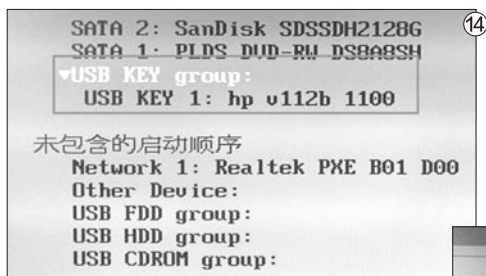 SATA 2: SanDisk SDSSDH2128G
⑭
SATA 1: PLDS DVD-RW DS8A8SH
▼USB KEY group:
USB KEY 1: hp v112b 1100
未包含的启动顺序
Network 1: Realtek PXE B01 D00
Other Device:
USB FDD group:
USB HDD group:
USB CDROM group: